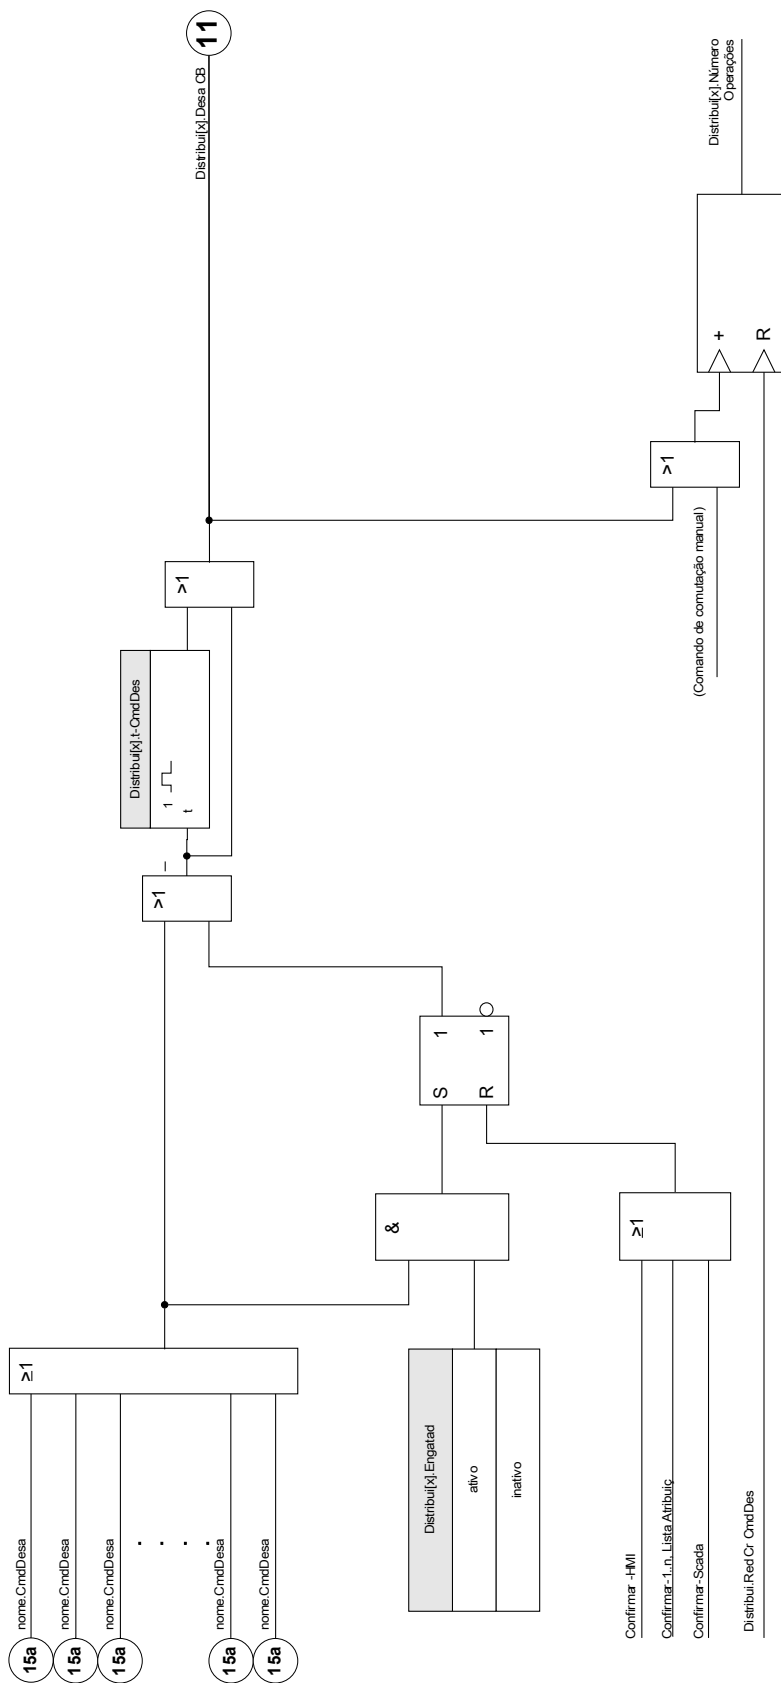 15a
nome.CmdDesa
15a
nome.CmdDesa
15a
nome.CmdDesa
. . . .
15a
nome.CmdDesa
15a
nome.CmdDesa
≥1
Distribui[x].Engatad
ativo
inativo
&
Confirmar-HMI
Confirmar-1..n, Lista Atribuiç
Confirmar-Scada
≥1
S
1
R
1
>1
Distribui[x].t-CmdDes
1
t
>1
Distribui[x].Desa CB
11
(Comando de comutação manual)
>1
Distribui.Red Cr CmdDes
+
R
Distribui[x].Número
Operações